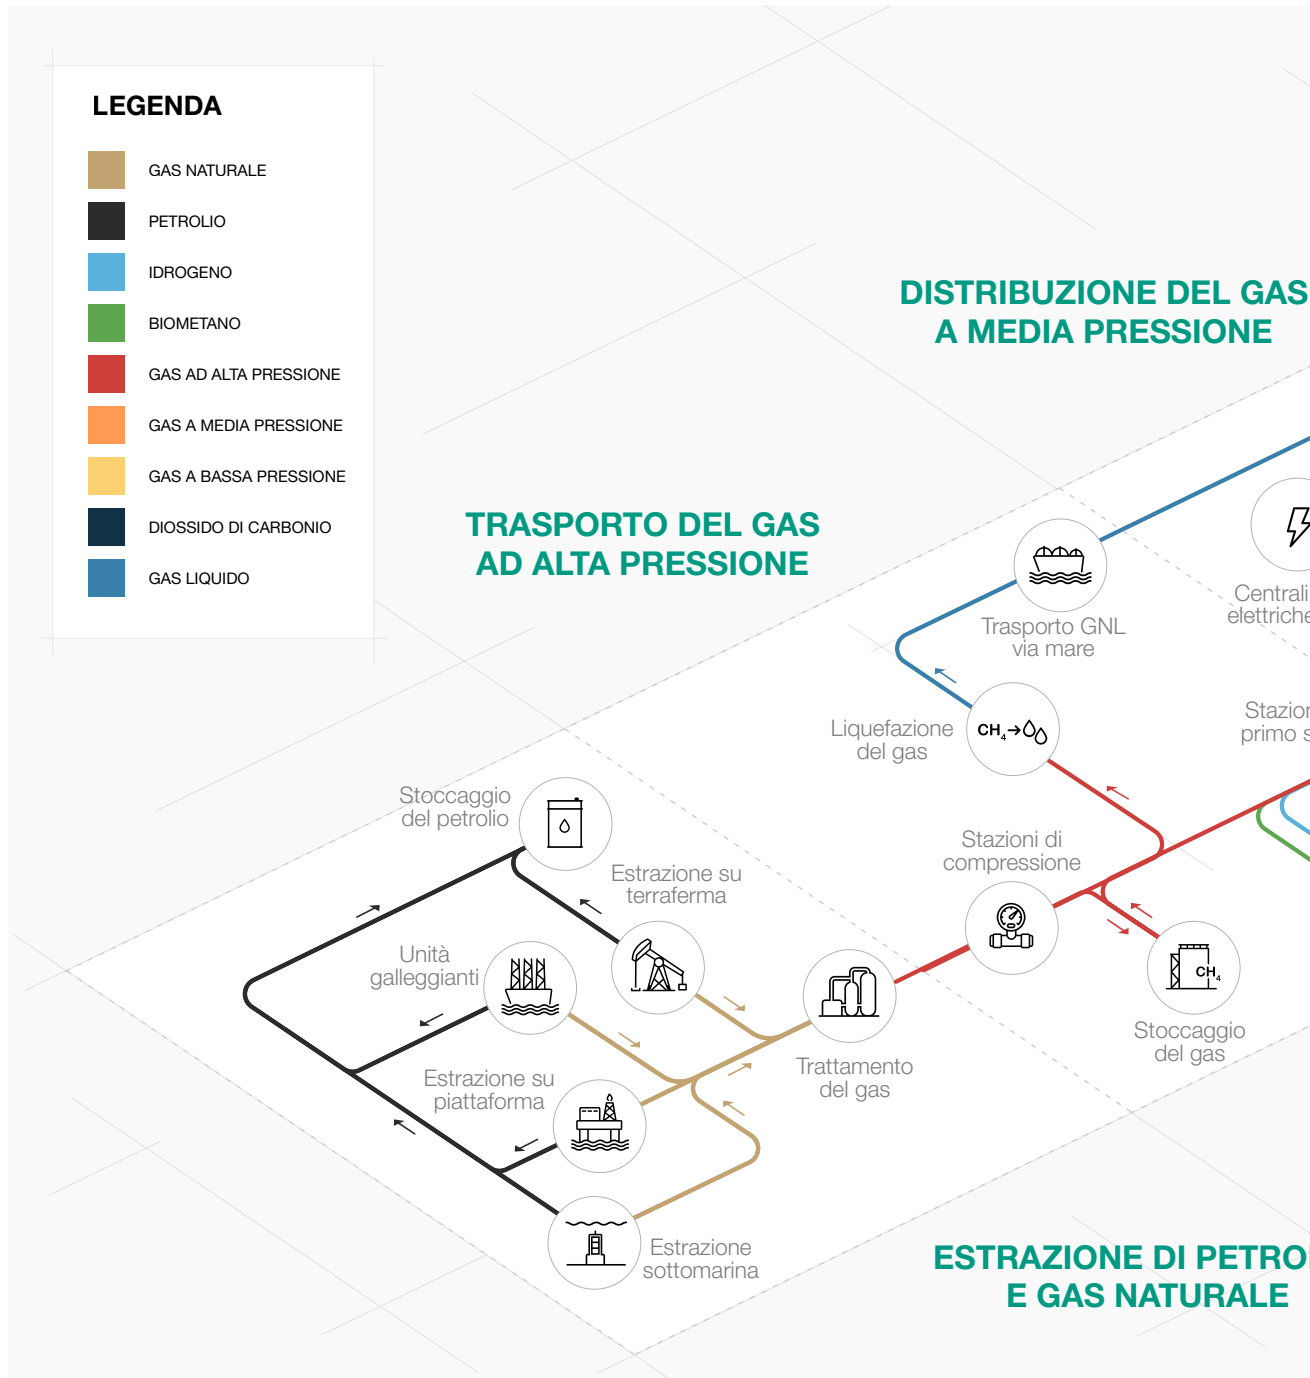 LEGENDA
GAS NATURALE
PETROLIO
IDROGENO
BIOMETANO
GAS AD ALTA PRESSIONE
GAS A MEDIA PRESSIONE
GAS A BASSA PRESSIONE
DIOSSIDO DI CARBONIO
GAS LIQUIDO
DISTRIBUZIONE DEL GAS
A MEDIA PRESSIONE
TRASPORTO DEL GAS
AD ALTA PRESSIONE
Centrali
elettriche
Trasporto GNL
via mare
Liquefazione
del gas
CH₄→
Stazion
primo s
Stoccaggio
del petrolio
Stazioni di
compressione
Estrazione su
terraferma
Unità
galleggianti
CH₄
Stoccaggio
del gas
Trattamento
del gas
Estrazione su
piattaforma
Estrazione
sottomarina
ESTRAZIONE DI PETRO
E GAS NATURALE